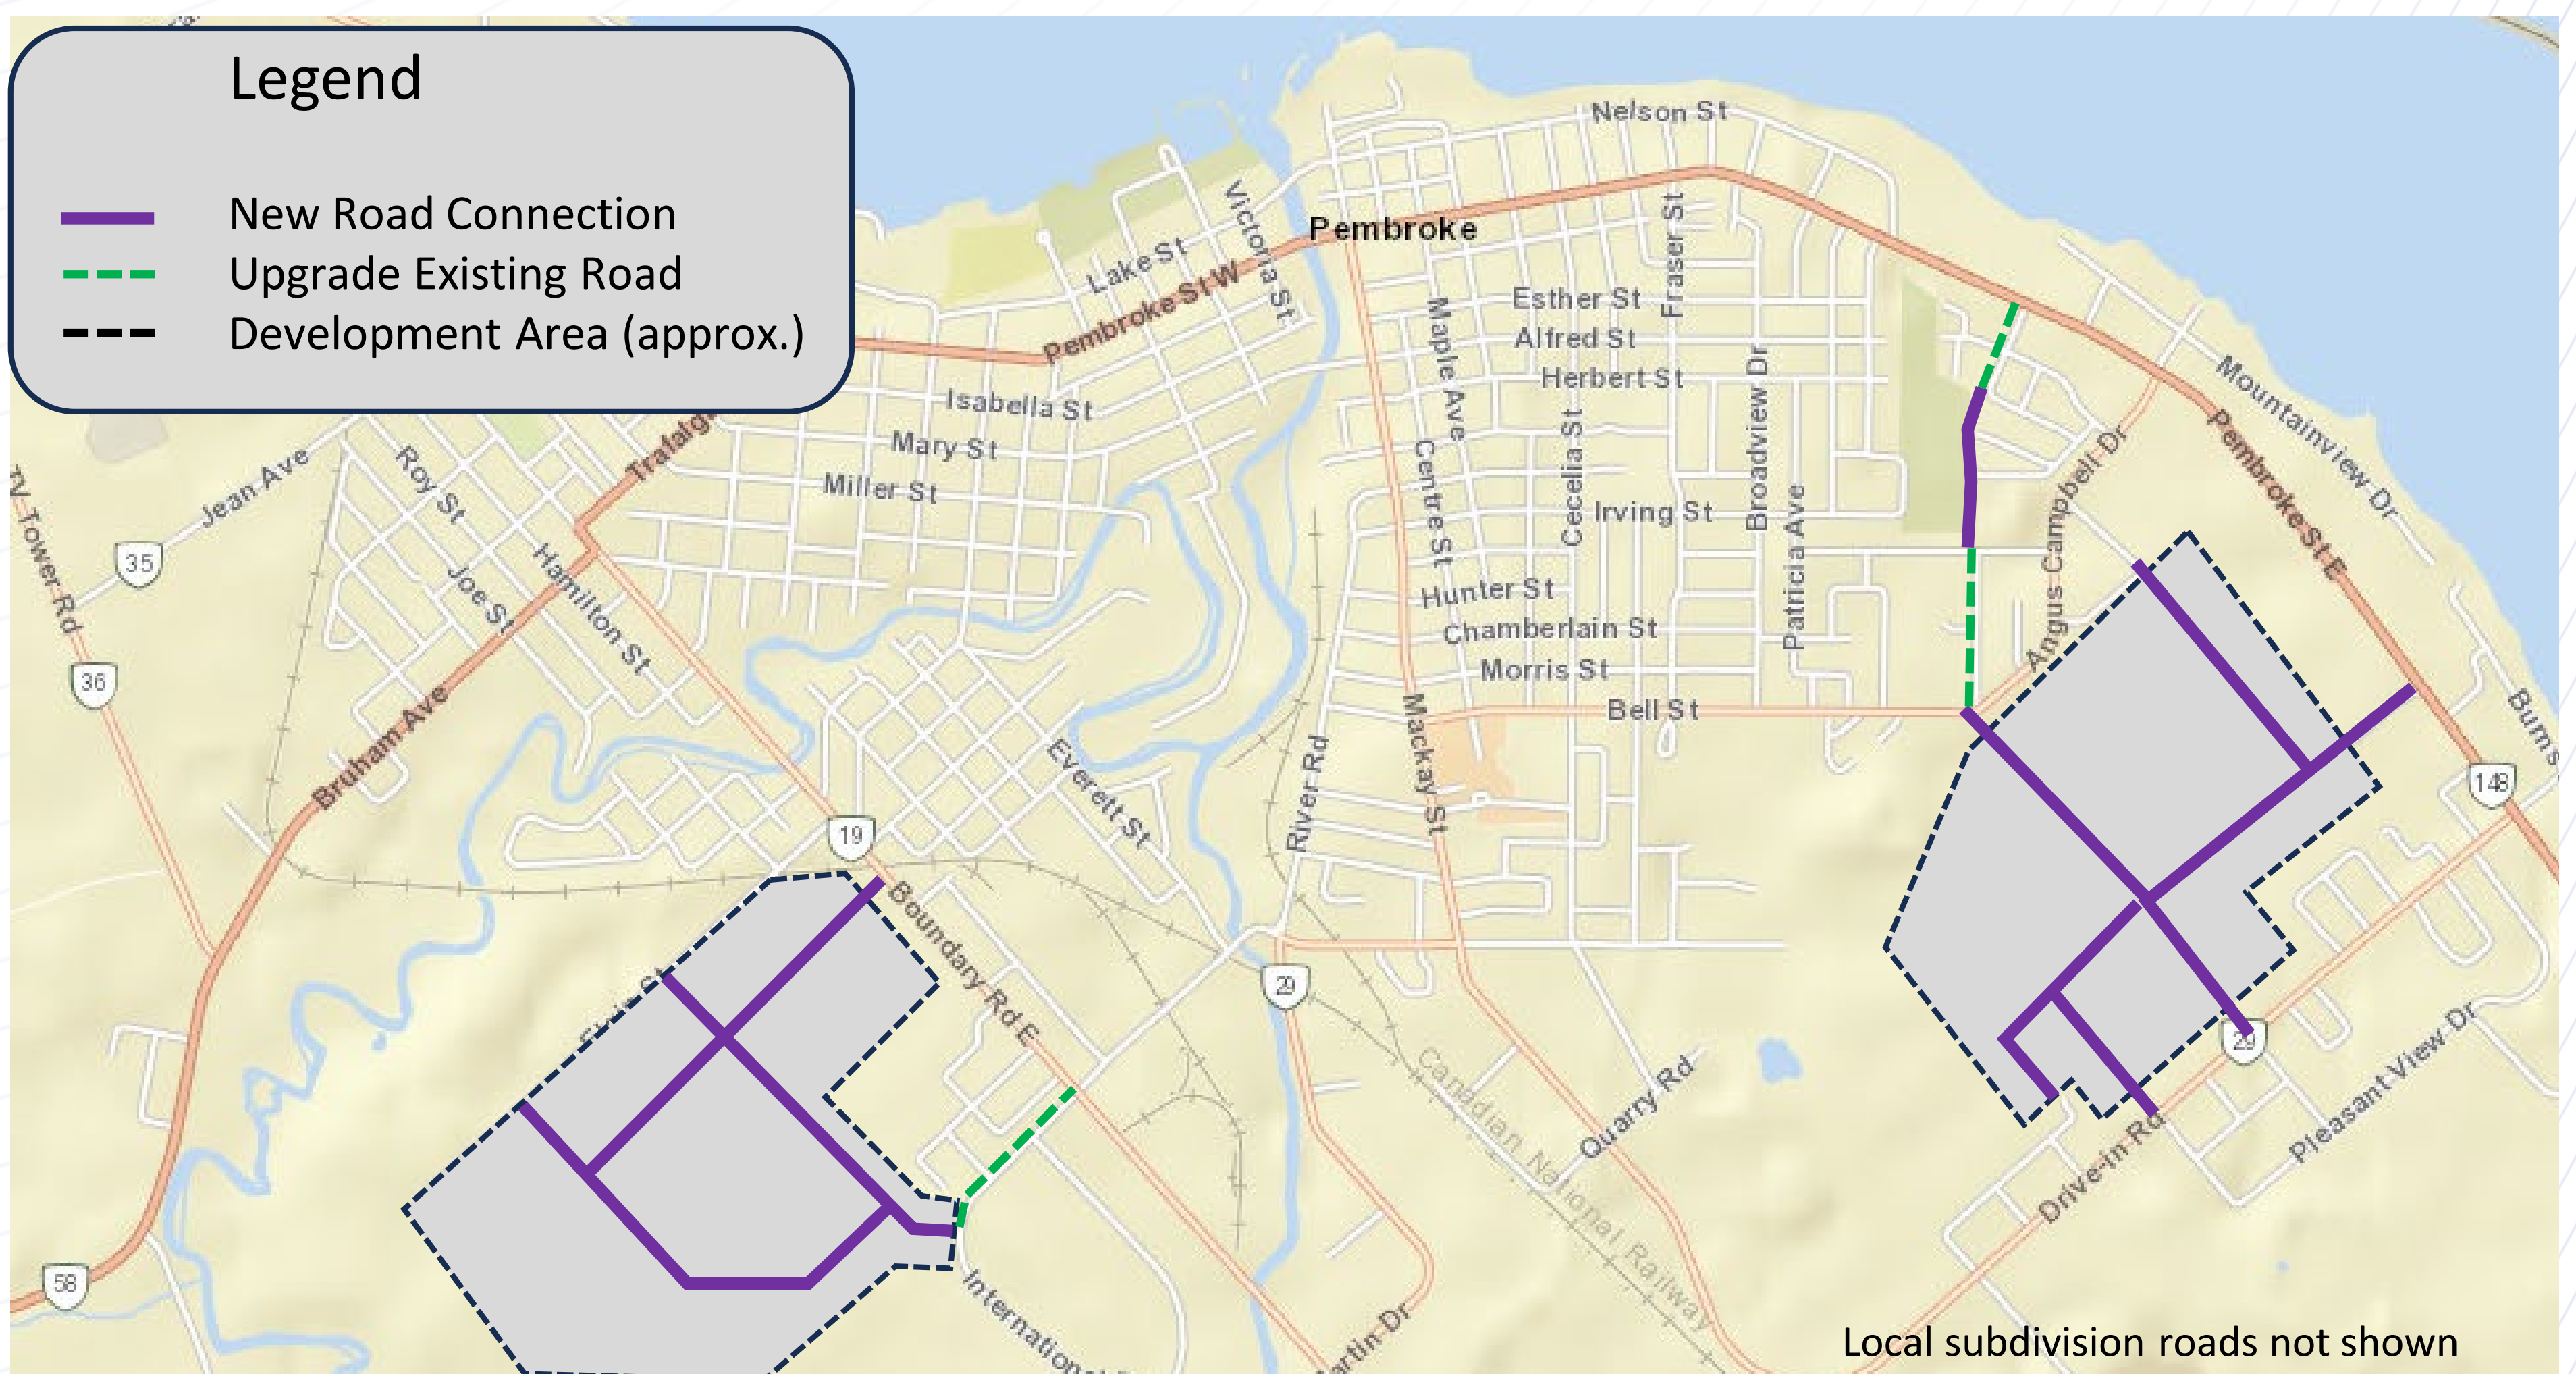 Legend
New Road Connection
Upgrade Existing Road
Development Area (approx.)
Nelson St
Victoria St
Pembroke
Lake St
Pembroke St W
Fraser St
Esther St
Alfred St
Herbert St
Maple Ave
Isabella St
Mary St
Miller St
Centre St
Cecelia St
Irving St
Broadview Dr
Patricia Ave
Mountainview Dr
Pembroke St E
Angus Campbell Dr
Jean Ave
Roy St
Tower Rd
35
Joe St
Hamilton St
36
Hunter St
Chamberlain St
Morris St
Bell St
Bruham Ave
Mackay St
River Rd
Everett St
19
148
Boundary Rd E
29
29
Canadian National Railway
Quarry Rd
Pleasant View Dr
Drive-in Rd
58
International
Local subdivision roads not shown